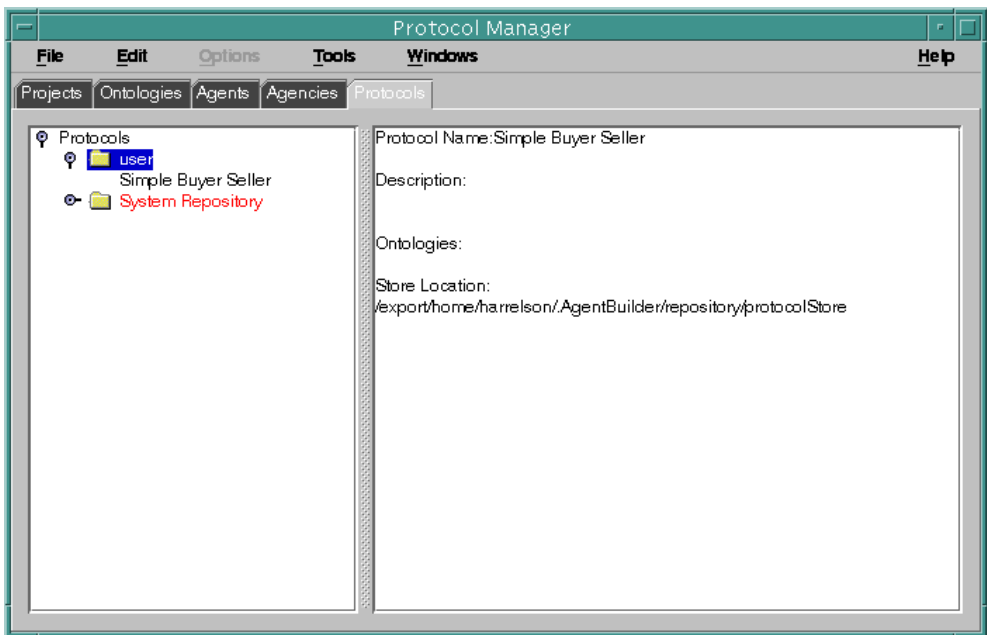 Protocol Manager
File Edit Options Tools Windows Help
Projects Ontologies Agents Agencies Protocols
Protocols
user
Simple Buyer Seller
System Repository
Protocol Name:Simple Buyer Seller
Description:
Ontologies:
Store Location:
/export/home/harrelson/.AgentBuilder/repository/protocolStore